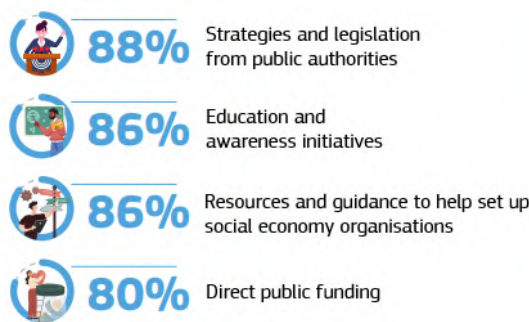 88%
Strategies and legislation
from public authorities
86%
Education and
awareness initiatives
86%
Resources and guidance to help set up
social economy organisations
80%
Direct public funding